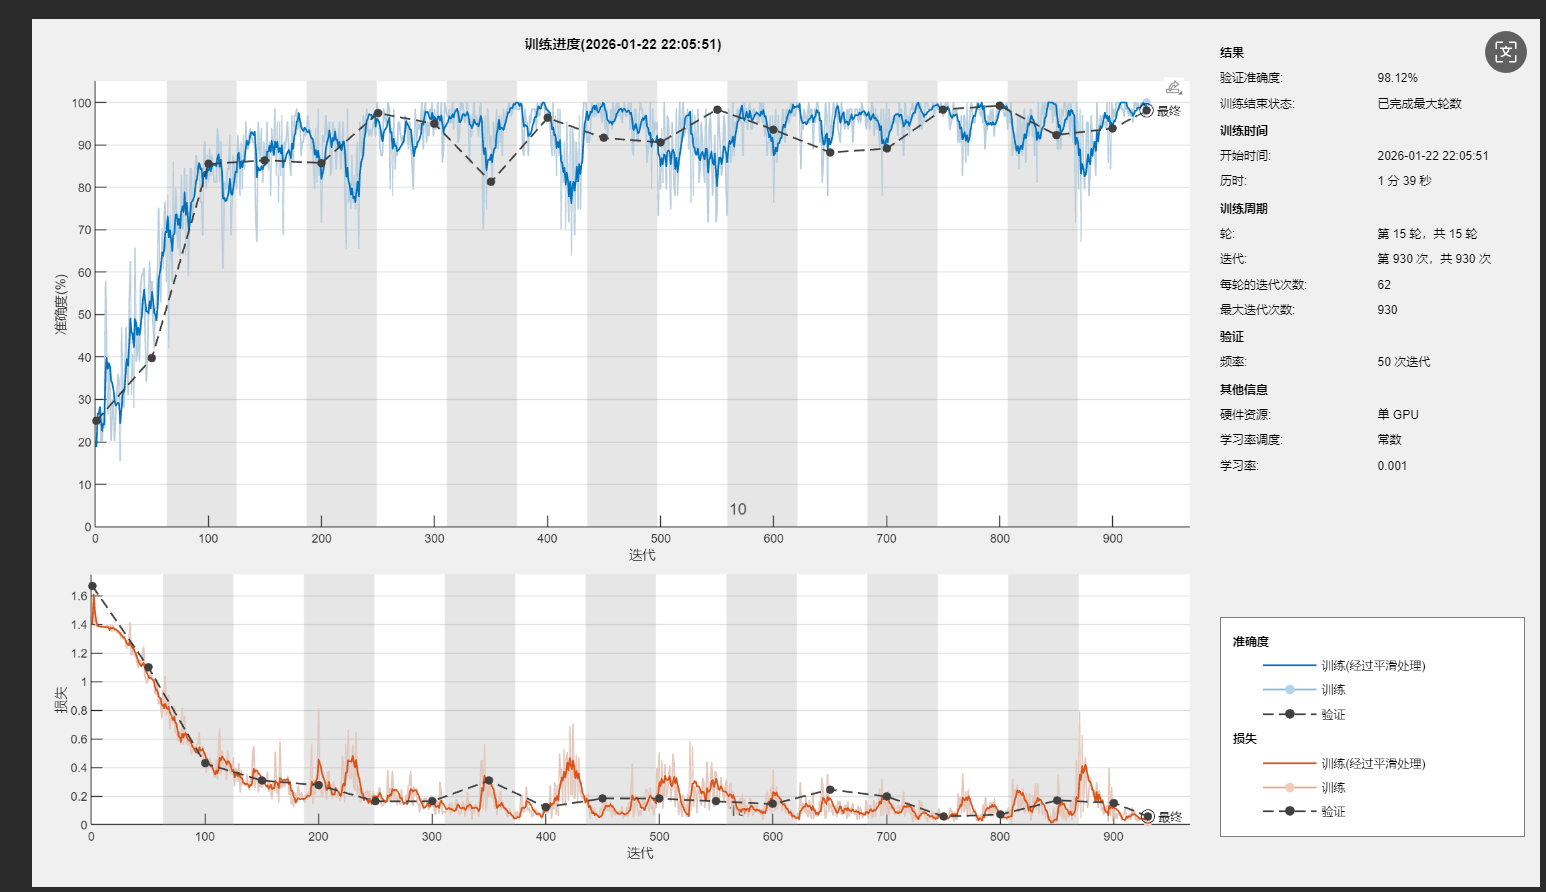 训练进度(2026-01-22 22:05:51)
100
90
80
70
60
50
40
30
20
10
0
准确度(%)
最终
10
0 100 200 300 400 500 600 700 800 900
迭代
1.6
1.4
1.2
1
0.8
0.6
0.4
0.2
0
损失
最终
0 100 200 300 400 500 600 700 800 900
迭代
结果
验证准确度: 98.12%
训练结束状态: 已完成最大轮数
训练时间
开始时间: 2026-01-22 22:05:51
历时: 1 分 39 秒
训练周期
轮: 第 15 轮，共 15 轮
迭代: 第 930 次，共 930 次
每轮的迭代次数: 62
最大迭代次数: 930
验证
频率: 50 次迭代
其他信息
硬件资源: 单 GPU
学习率调度: 常数
学习率: 0.001
准确度
训练(经过平滑处理)
训练
验证
损失
训练(经过平滑处理)
训练
验证